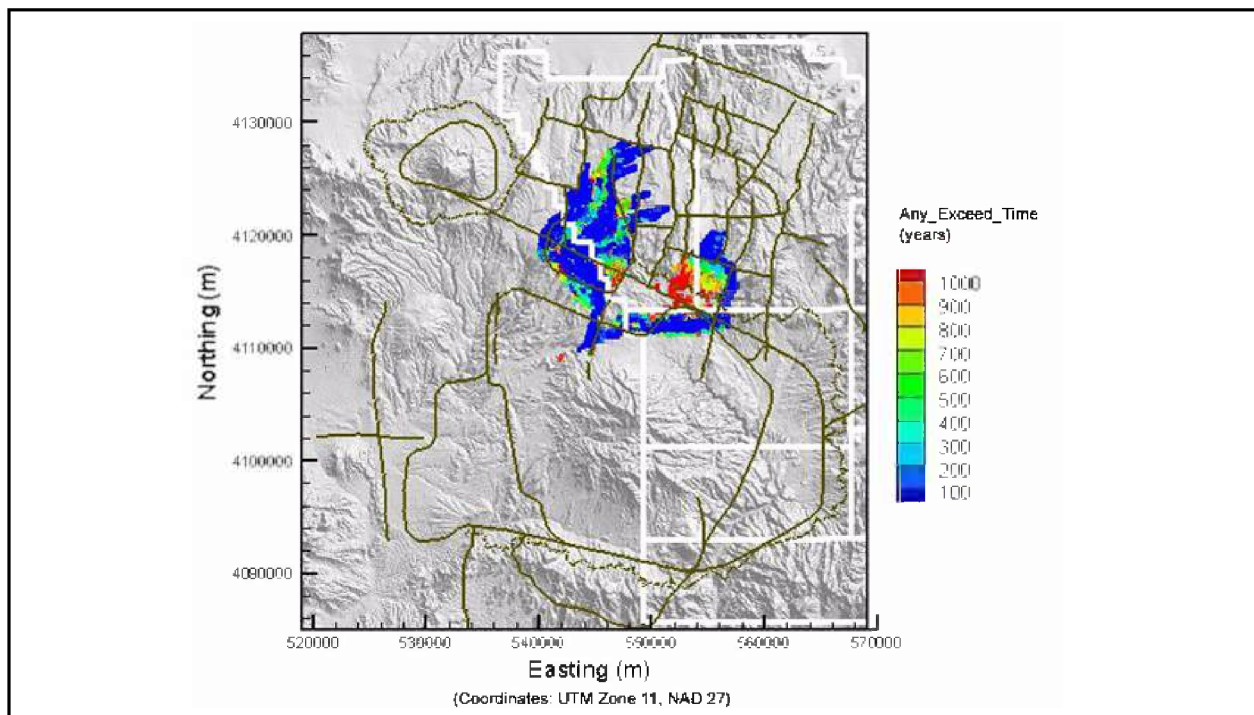 4130000
4120000
4110000
4100000
4090000
Northing (m)
520000 530000 540000 550000 560000 570000
Easting (m)
(Coordinates: UTM Zone 11, NAD 27)
Any_Exceed_Time
(years)
1000
900
800
700
600
500
400
300
200
100